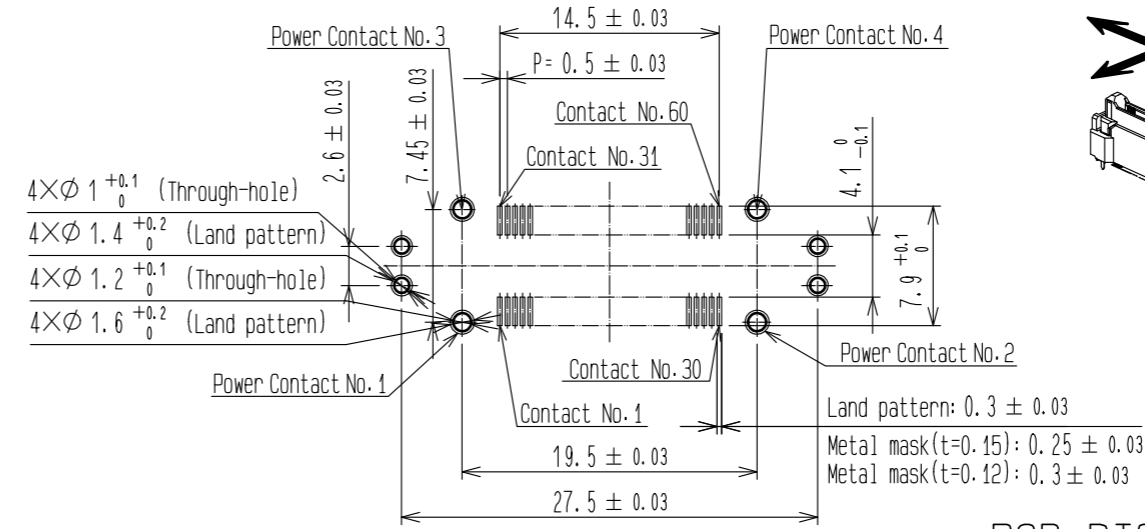 14.5 ± 0.03
Power Contact No.3
Power Contact No.4
P= 0.5 ± 0.03
2.6 ± 0.03
7.45 ± 0.03
Contact No.60
Contact No.31
4.1 0 -0.1
4×Ø 1 +0.1 0 (Through-hole)
4×Ø 1.4 +0.2 0 (Land pattern)
4×Ø 1.2 +0.1 0 (Through-hole)
7.9 +0.1 0
4×Ø 1.6 +0.2 0 (Land pattern)
Power Contact No.2
Contact No.30
Power Contact No.1
Contact No.1
Land pattern: 0.3 ± 0.03
Metal mask(t=0.15): 0.25 ± 0.03
19.5 ± 0.03
Metal mask(t=0.12): 0.3 ± 0.03
27.5 ± 0.03